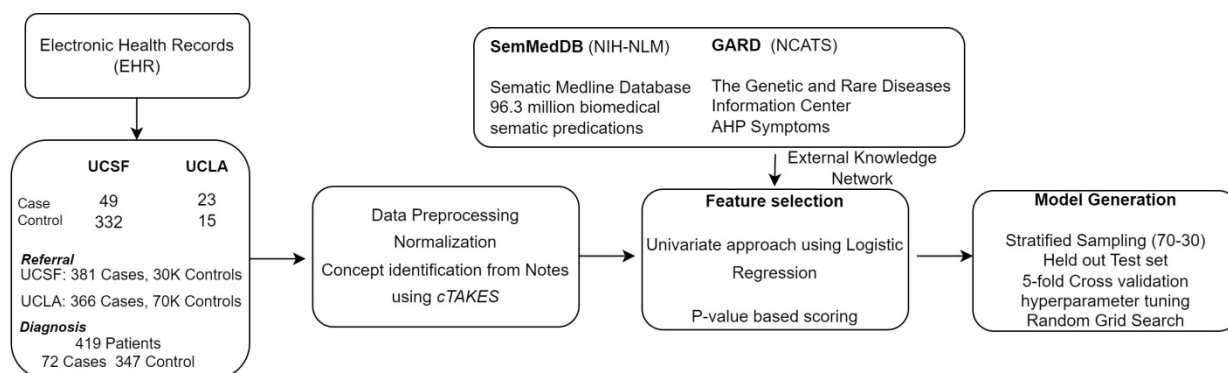 Electronic Health Records
(EHR)
UCSF UCLA
Case 49 23
Control 332 15
Referral
UCSF: 381 Cases, 30K Controls
UCLA: 366 Cases, 70K Controls
Diagnosis
419 Patients
72 Cases 347 Control
Data Preprocessing
Normalization
Concept identification from Notes
using cTAKES
SemMedDB (NIH-NLM) GARD (NCATS)
Sematic Medline Database The Genetic and Rare Diseases
96.3 million biomedical Information Center
sematic predications AHP Symptoms
External Knowledge
Network
Feature selection
Univariate approach using Logistic
Regression
P-value based scoring
Model Generation
Stratified Sampling (70-30)
Held out Test set
5-fold Cross validation
hyperparameter tuning
Random Grid Search